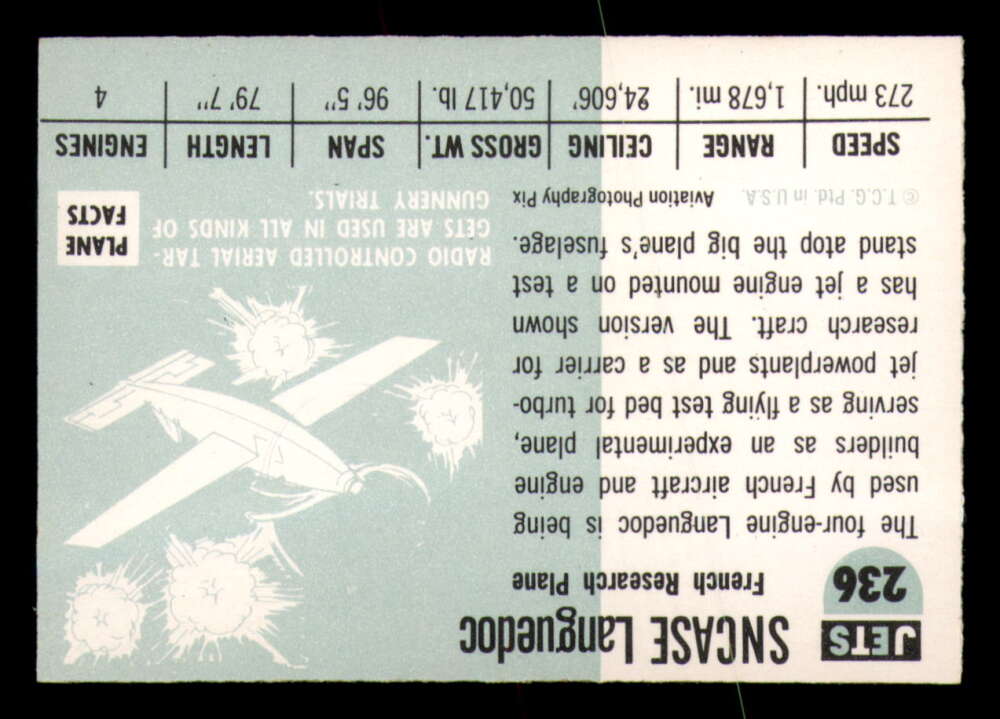 JETS
236
SNCASE Languedoc
French Research Plane
The four-engine Languedoc is being
used by French aircraft and engine
builders as an experimental plane,
serving as a flying test bed for turbo-
jet powerplants and as a carrier for
research craft. The version shown
has a jet engine mounted on a test
stand atop the big plane's fuselage.
© T.C.G. Ptd. in U.S.A
Aviation Photography Pix
RADIO CONTROLLED AERIAL TAR-
GETS ARE USED IN ALL KINDS OF
GUNNERY TRIALS.
PLANE
FACTS
SPEED RANGE CEILING GROSS WT. SPAN LENGTH ENGINES
273 mph. 1,678 mi. 24,606' 50,417 lb. 96' 5" 79' 7" 4